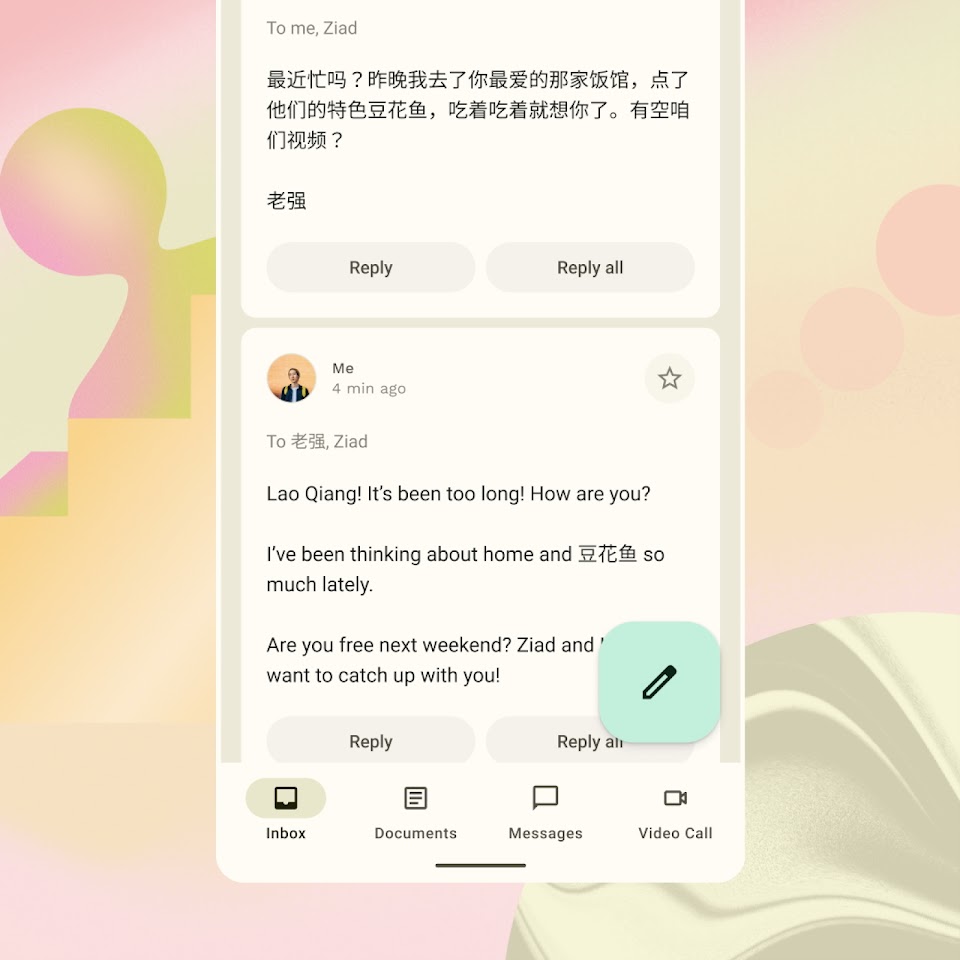 To me, Ziad
最近忙吗？昨晚我去了你最爱的那家饭馆，点了
他们的特色豆花鱼，吃着吃着就想你了。有空咱
们视频？
老强
Reply
Reply all
Me
4 min ago
To 老强, Ziad
Lao Qiang! It’s been too long! How are you?
I’ve been thinking about home and 豆花鱼 so
much lately.
Are you free next weekend? Ziad and
want to catch up with you!
Reply
Reply all
Inbox
Documents
Messages
Video Call